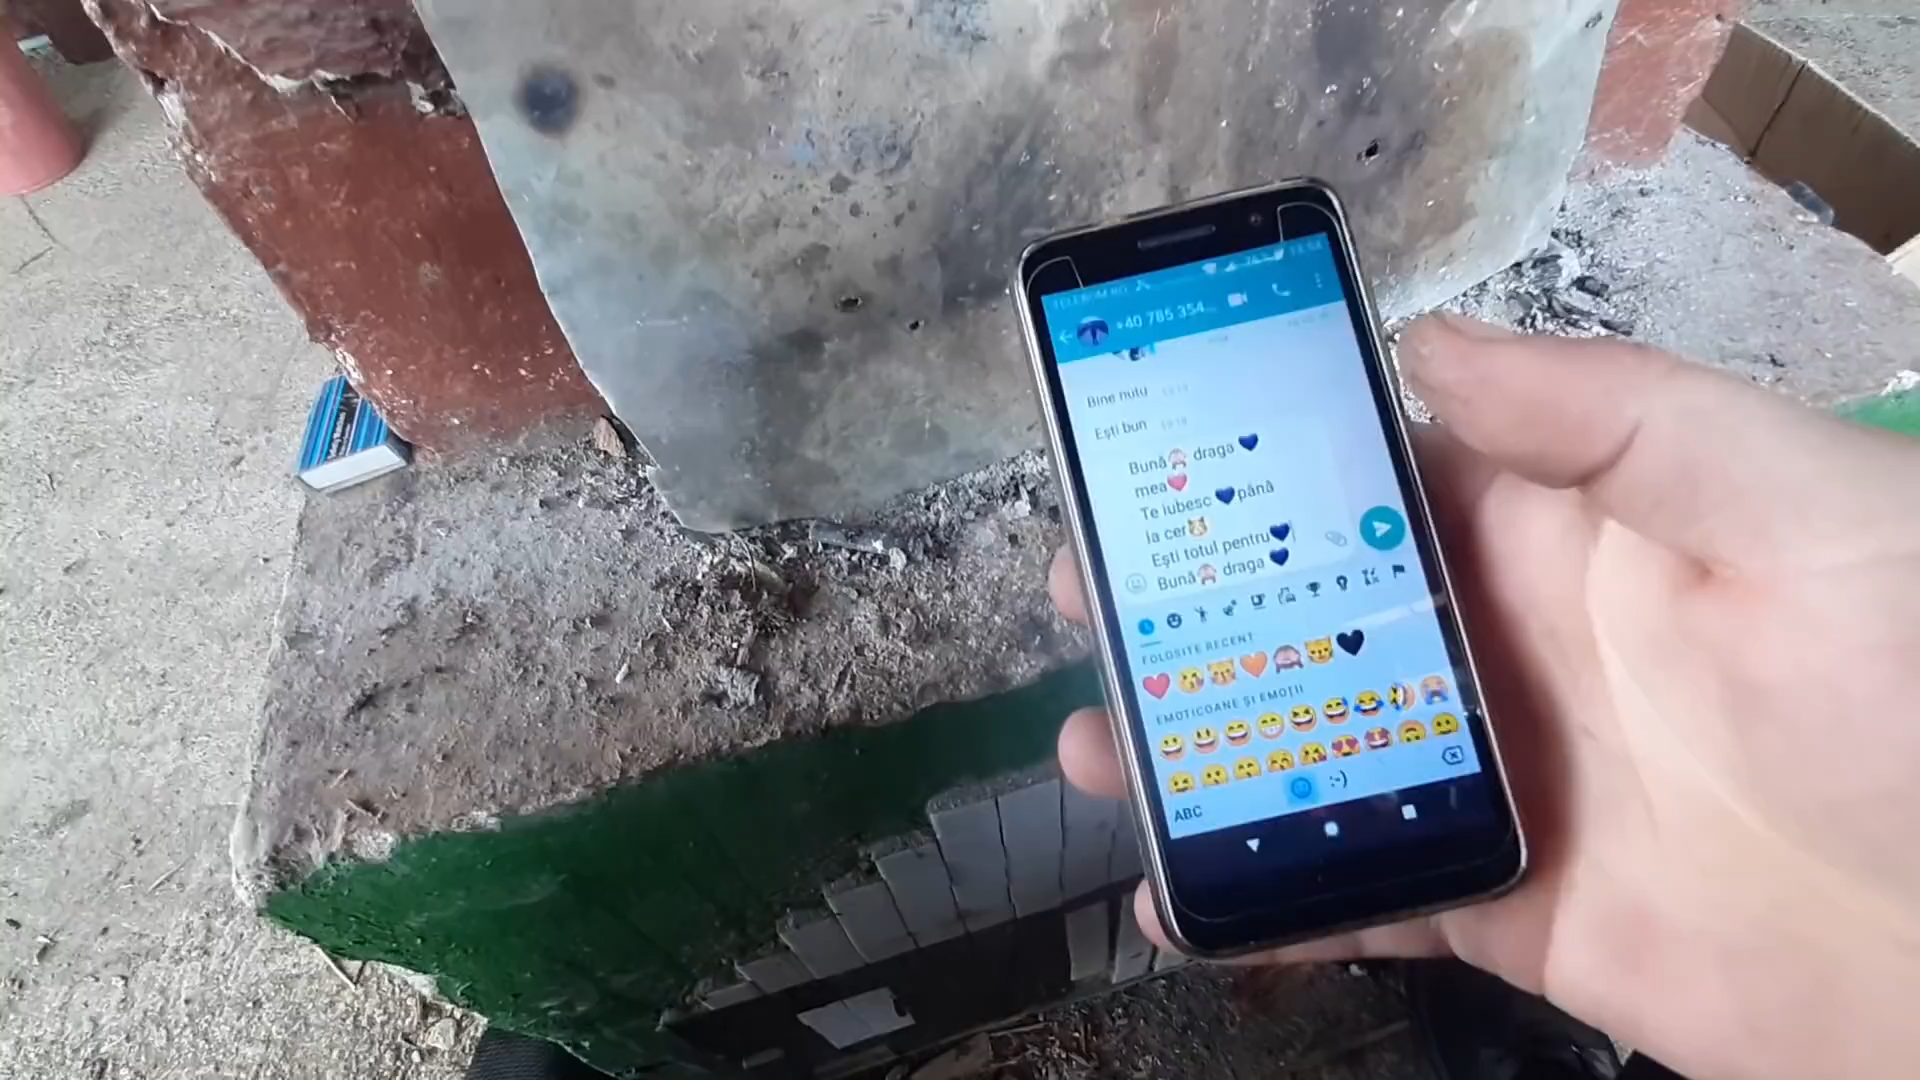 +40 785 354...
Bine nutu
Ești bun
Bună🙈 draga 🖤
mea❤️
Te iubesc 🖤până
la cer😸
Ești totul pentru🖤
Bună🙈 draga 🖤
FOLOSITE RECENT
EMOTICOANE ȘI EMOȚII
:-)
ABC